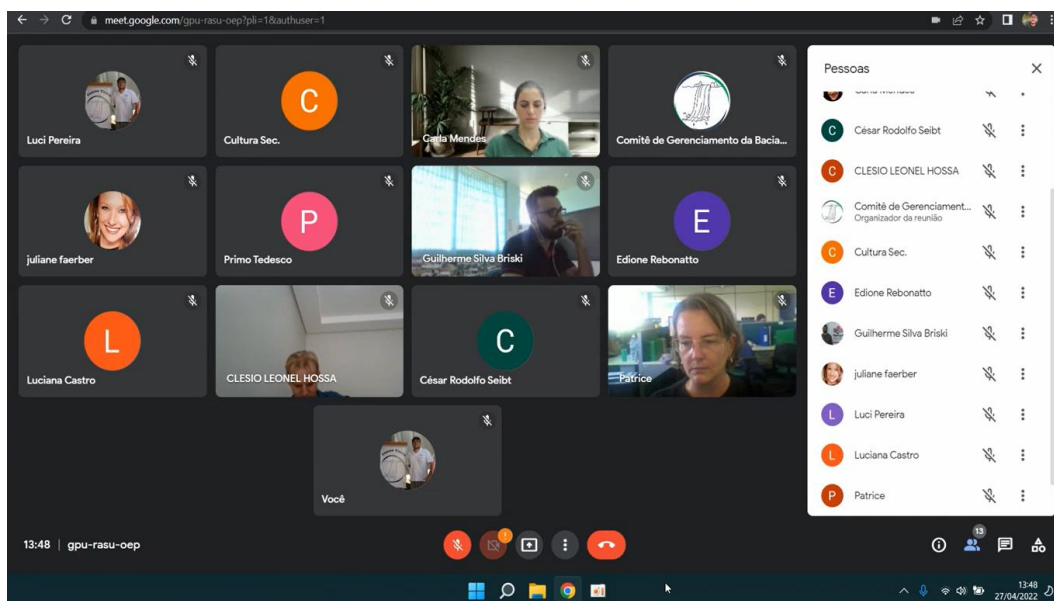 meet.google.com/gpu-rasu-oep?pli=1&authuser=1
Luci Pereira
C
Cultura Sec.
Carla Mendes
Comitê de Gerenciamento da Bacia...
juliane faerber
P
Primo Tedesco
Guilherme Silva Briski
E
Edione Rebonatto
L
Luciana Castro
CLESIO LEONEL HOSSA
C
César Rodolfo Seibt
Patrice
Você
Pessoas
Carla Mendes
C César Rodolfo Seibt
C CLESIO LEONEL HOSSA
Comitê de Gerenciament...
Organizador da reunião
C Cultura Sec.
E Edione Rebonatto
Guilherme Silva Briski
juliane faerber
L Luci Pereira
L Luciana Castro
P Patrice
13:48 | gpu-rasu-oep
!
13
13:48
27/04/2022